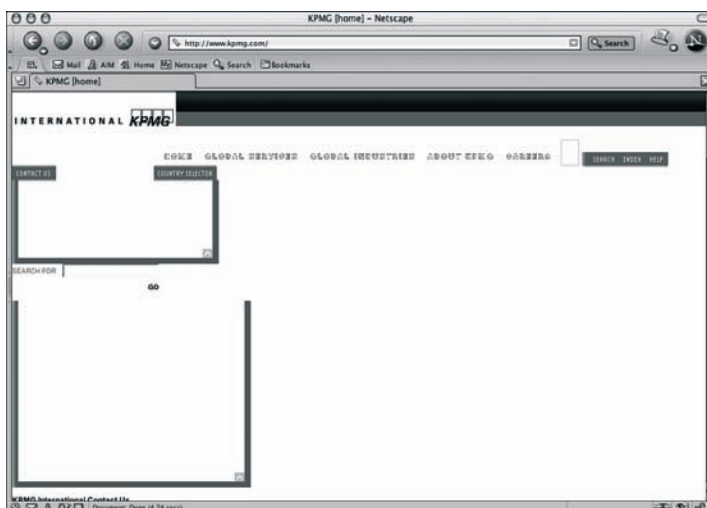 KPMG [home] – Netscape
http://www.kpmg.com/
Search
Mail AIM Home Netscape Search Bookmarks
KPMG [home]
INTERNATIONAL KPMG
HOME GLOBAL SERVICES GLOBAL INDUSTRIES ABOUT KPMG CAREERS
SEARCH INDEX HELP
CONTACT US COUNTRY SELECTOR
SEARCH FOR
GO
KPMG International Contact Us
Document: Done